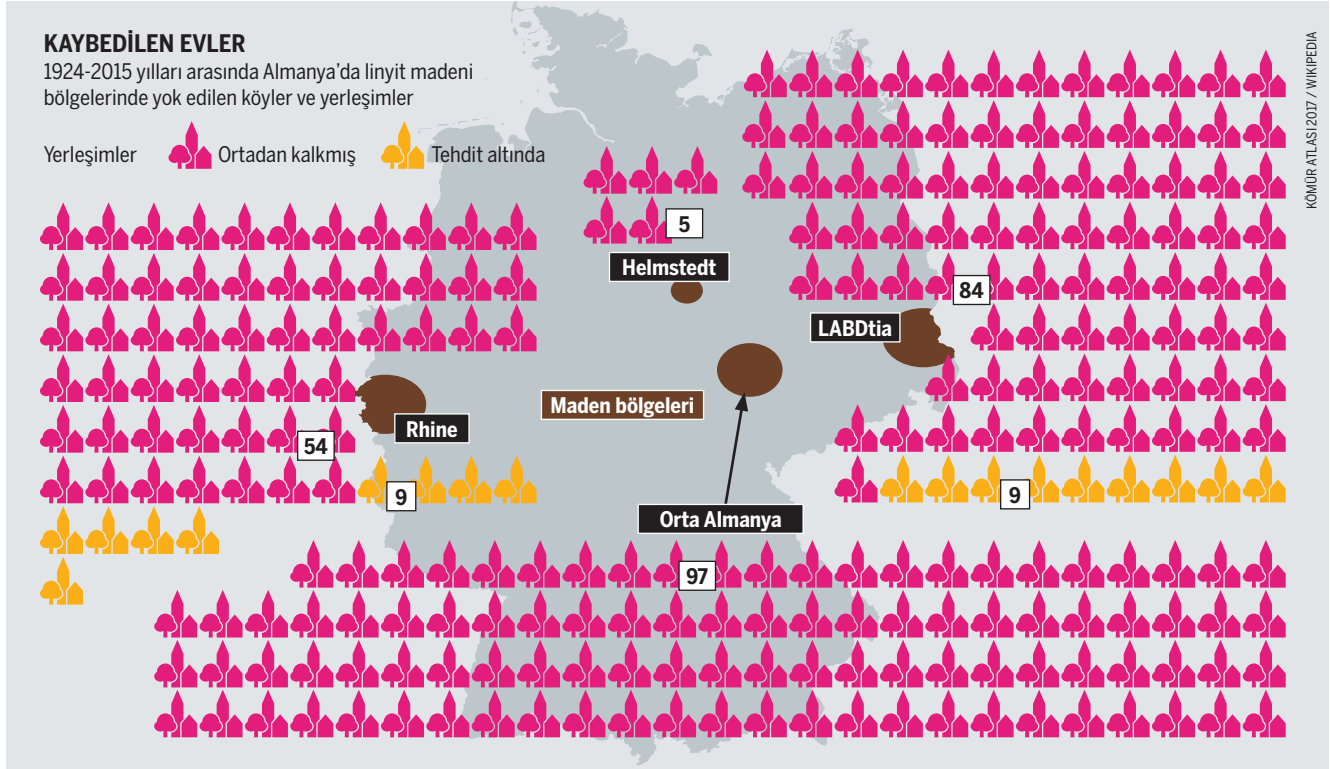 KAYBEDİLEN EVLER
1924-2015 yılları arasında Almanya'da linyit madeni
bölgelerinde yok edilen köyler ve yerleşimler
Yerleşimler
Ortadan kalkmış
Tehdit altında
5
Helmstedt
84
LABDtia
Maden bölgeleri
Rhine
54
9
9
Orta Almanya
97
KÖMÜR ATLASI 2017 / WIKIPEDIA